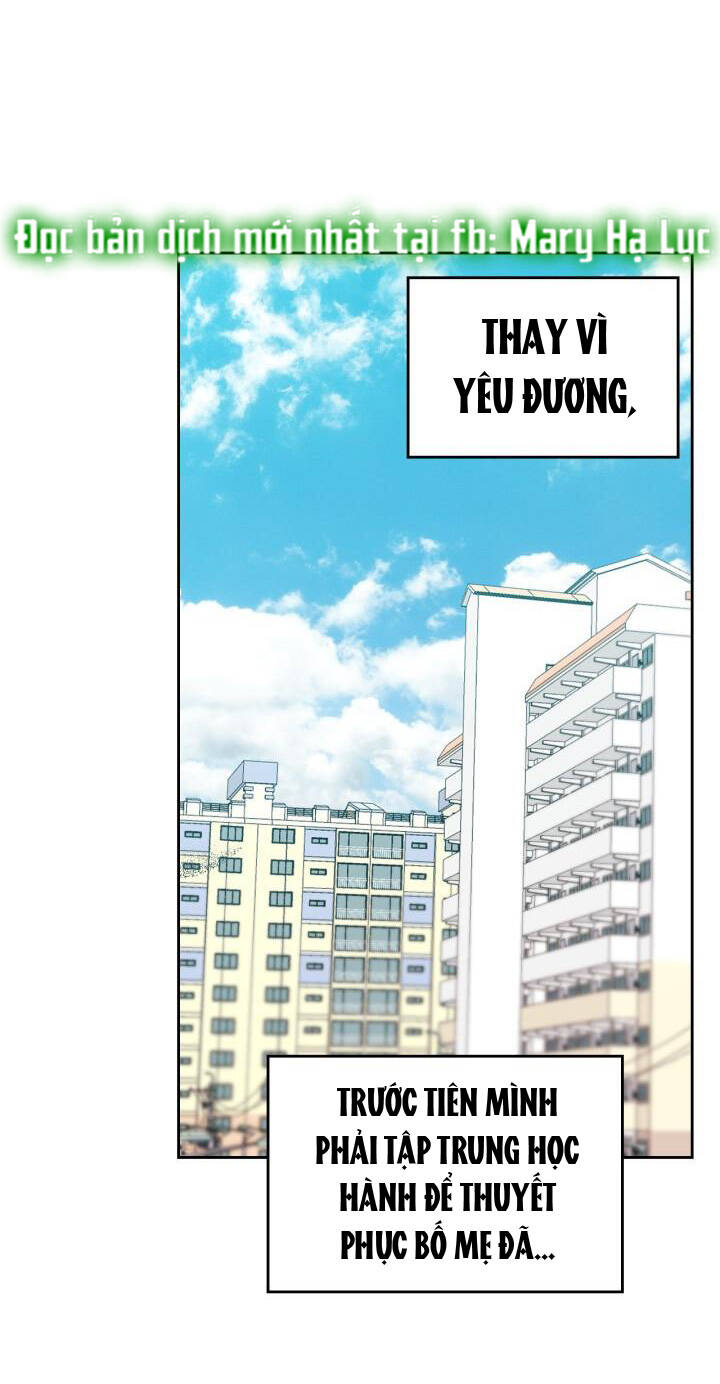 Đọc bản dịch mới nhất tại fb: Mary Hạ Lục
THAY VÌ
YÊU ĐƯƠNG,
TRƯỚC TIÊN MÌNH
PHẢI TẬP TRUNG HỌC
HÀNH ĐỂ THUYẾT
PHỤC BỐ MẸ ĐÃ...